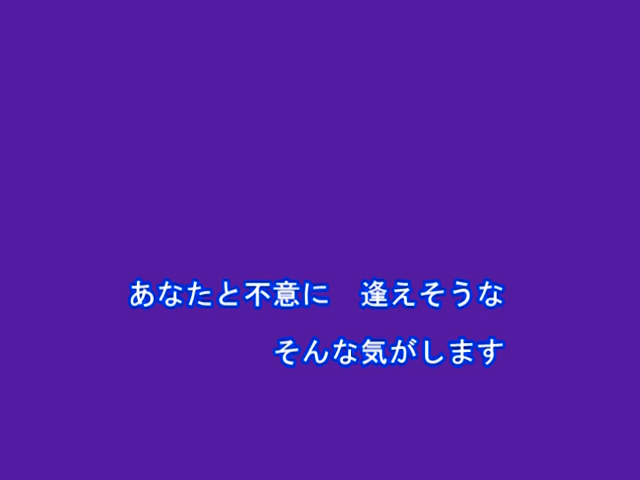 あなたと不意に　逢えそうな
そんな気がします